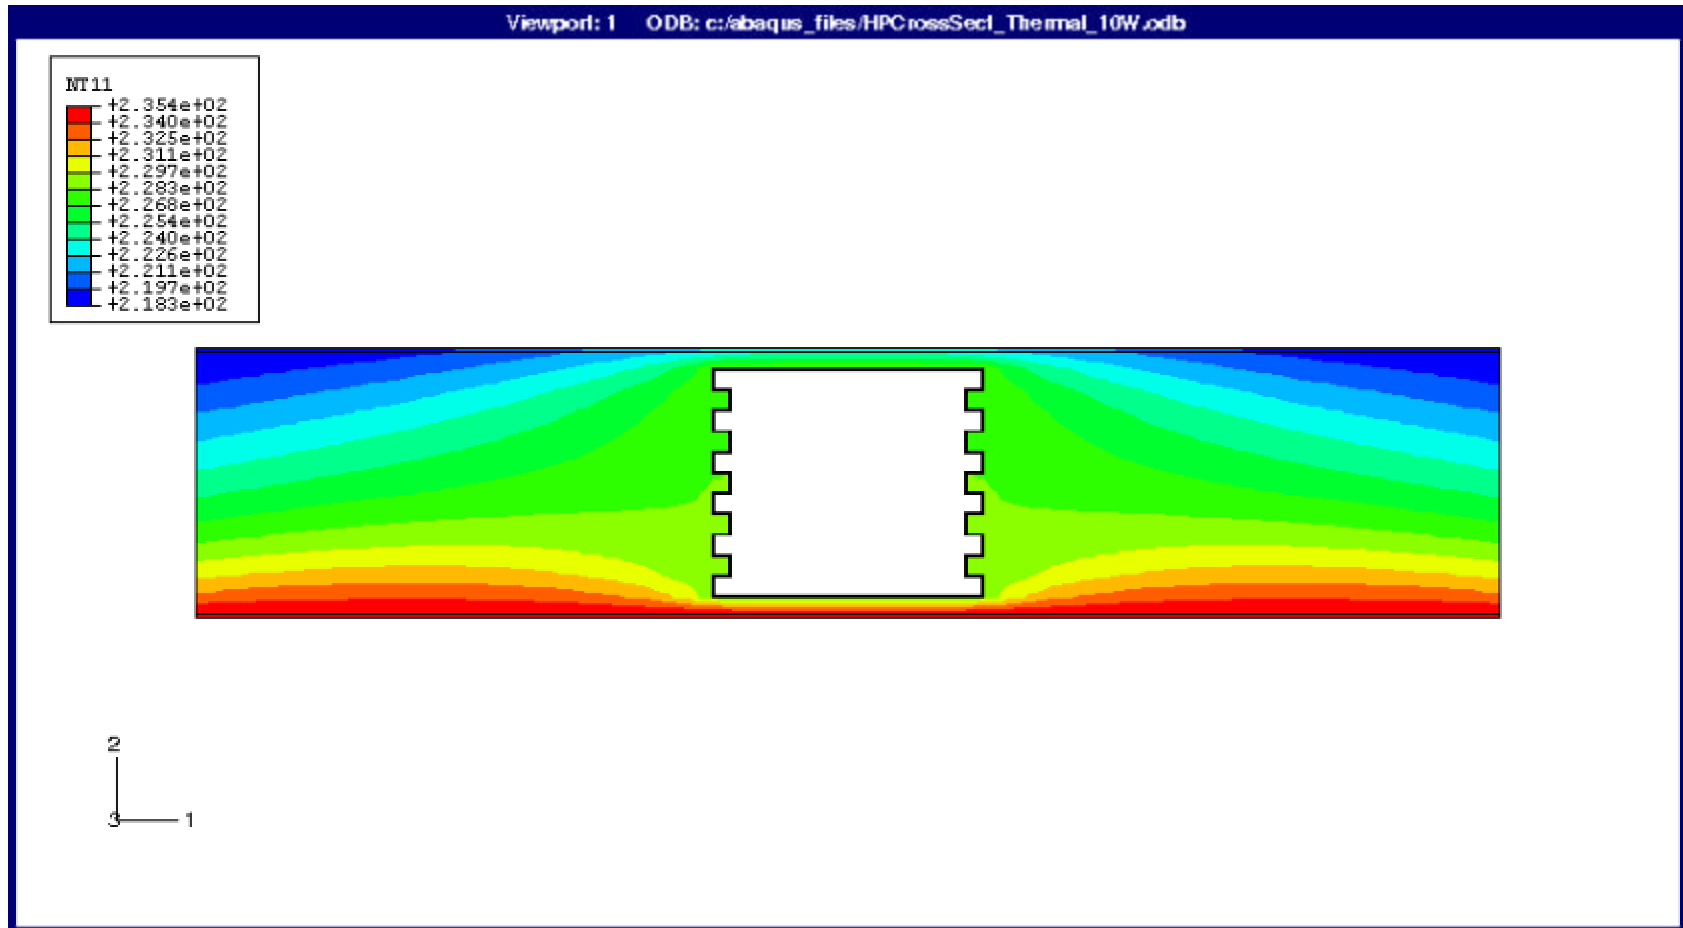 Viewport: 1 ODB: c:/abaqus_files/HPCrossSect_Thermal_10W.odb
NT11
+2.354e+02
+2.340e+02
+2.325e+02
+2.311e+02
+2.297e+02
+2.283e+02
+2.268e+02
+2.254e+02
+2.240e+02
+2.226e+02
+2.211e+02
+2.197e+02
+2.183e+02
2
3 1